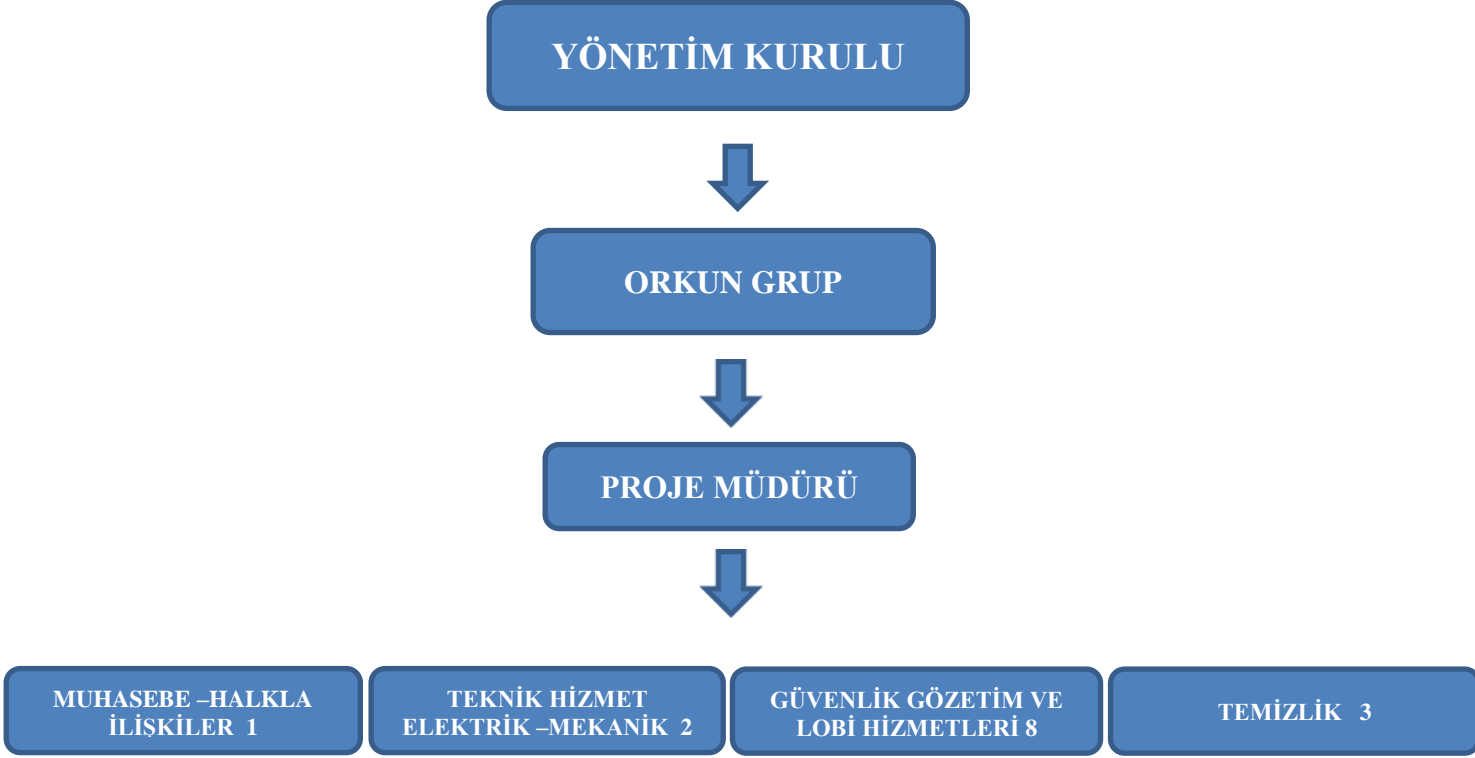 YÖNETİM KURULU
ORKUN GRUP
PROJE MÜDÜRÜ
MUHASEBE –HALKLA
İLİŞKİLER 1
TEKNİK HİZMET
ELEKTRİK –MEKANİK 2
GÜVENLİK GÖZETİM VE
LOBİ HİZMETLERİ 8
TEMİZLİK 3